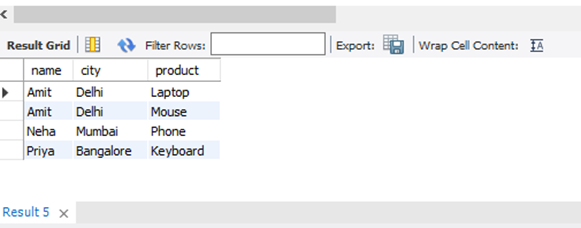 Result Grid Filter Rows: Export: Wrap Cell Content:
name city product
Amit Delhi Laptop
Amit Delhi Mouse
Neha Mumbai Phone
Priya Bangalore Keyboard
Result 5